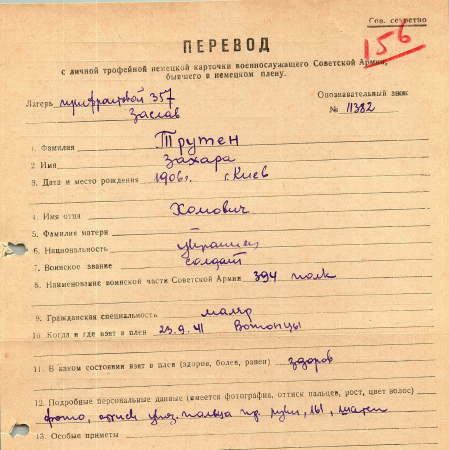 Сов. секретно
156
ПЕРЕВОД
с личной трофейной немецкой карточки военнослужащего Советской Армии,
бывшего в немецком плену.
Лагерь прифронтовой 357
Заслав
Опознавательный знак
№ 11382
1. Фамилия Трутен
2 Имя Захара
3. Дата и место рождения 1906г. г. Киев
4. Имя отца Хомович
5. Фамилия матери
6. Национальность украинец
7. Воинское звание солдат
8. Наименование воинской части Советской Армии 394 полк
9. Гражданская специальность маляр
10. Когда и где взят в плен 23.9.41
11. В каком состоянии взят в плен (здоров, болен, ранен) здоров
12. Подробные персональные данные (имеется фотография, оттиск пальцев, рост, цвет волос)
фото, оттиск указ. пальца пр. руки, 161,
13. Особые приметы